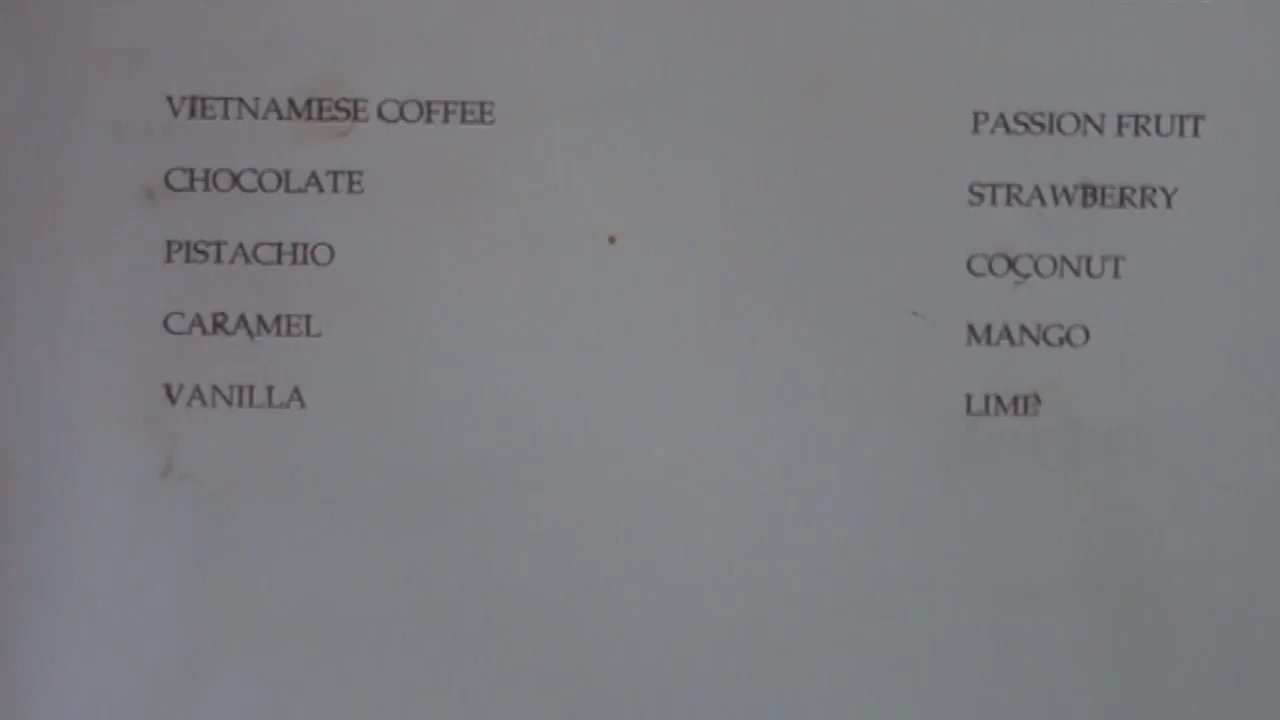 VIETNAMESE COFFEE
CHOCOLATE
PISTACHIO
CARAMEL
VANILLA
PASSION FRUIT
STRAWBERRY
COCONUT
MANGO
LIME